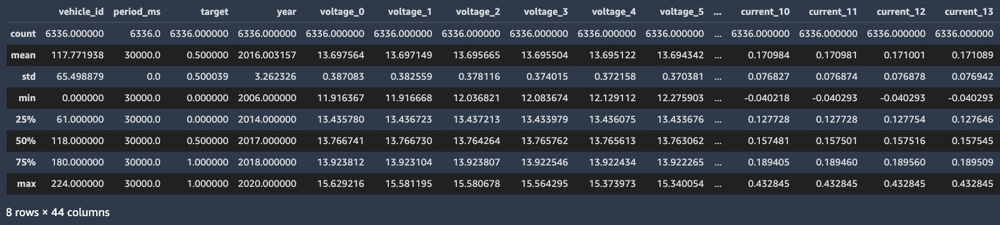 vehicle_id period_ms target year voltage_0 voltage_1 voltage_2 voltage_3 voltage_4 voltage_5 ... current_10 current_11 current_12 current_13
count 6336.000000 6336.0 6336.000000 6336.000000 6336.000000 6336.000000 6336.000000 6336.000000 6336.000000 6336.000000 ... 6336.000000 6336.000000 6336.000000 6336.000000
mean 117.771938 30000.0 0.500000 2016.003157 13.697564 13.697149 13.695665 13.695504 13.695122 13.694342 ... 0.170984 0.170981 0.171001 0.171089
std 65.498879 0.0 0.500039 3.262326 0.387083 0.382559 0.378116 0.374015 0.372158 0.370381 ... 0.076827 0.076874 0.076878 0.076942
min 0.000000 30000.0 0.000000 2006.000000 11.916367 11.916668 12.036821 12.083674 12.129112 12.275903 ... -0.040218 -0.040293 -0.040293 -0.040293
25% 61.000000 30000.0 0.000000 2014.000000 13.435780 13.436723 13.437213 13.433979 13.436075 13.433676 ... 0.127728 0.127728 0.127754 0.127646
50% 118.000000 30000.0 0.500000 2017.000000 13.766741 13.766730 13.764264 13.765762 13.765613 13.763062 ... 0.157481 0.157501 0.157516 0.157545
75% 180.000000 30000.0 1.000000 2018.000000 13.923812 13.923104 13.923807 13.922546 13.922434 13.922265 ... 0.189405 0.189460 0.189560 0.189509
max 224.000000 30000.0 1.000000 2020.000000 15.629216 15.581195 15.580678 15.564295 15.373973 15.340054 ... 0.432845 0.432845 0.432845 0.432845
8 rows × 44 columns